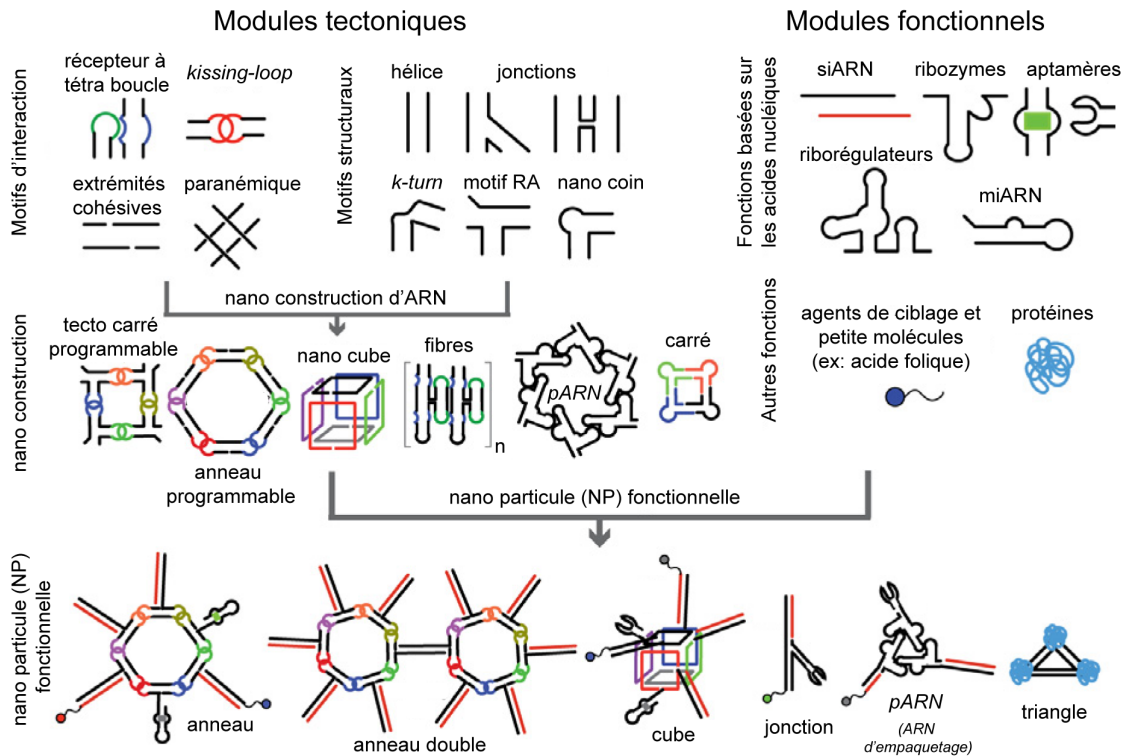 Modules tectoniques
Modules fonctionnels
Motifs d'interaction
récepteur à
tétra boucle
kissing-loop
extrémités
cohésives
paranémique
Motifs structuraux
hélice
jonctions
k-turn
motif RA
nano coin
Fonctions basées sur
les acides nucléiques
siARN
ribozymes
aptamères
riborégulateurs
miARN
nano construction d'ARN
nano construction
tecto carré
programmable
anneau
programmable
nano cube
fibres
n
pARN
carré
Autres fonctions
agents de ciblage et
petite molécules
(ex: acide folique)
protéines
nano particule (NP) fonctionnelle
nano particule (NP)
fonctionnelle
anneau
anneau double
cube
jonction
pARN
(ARN
d'empaquetage)
triangle